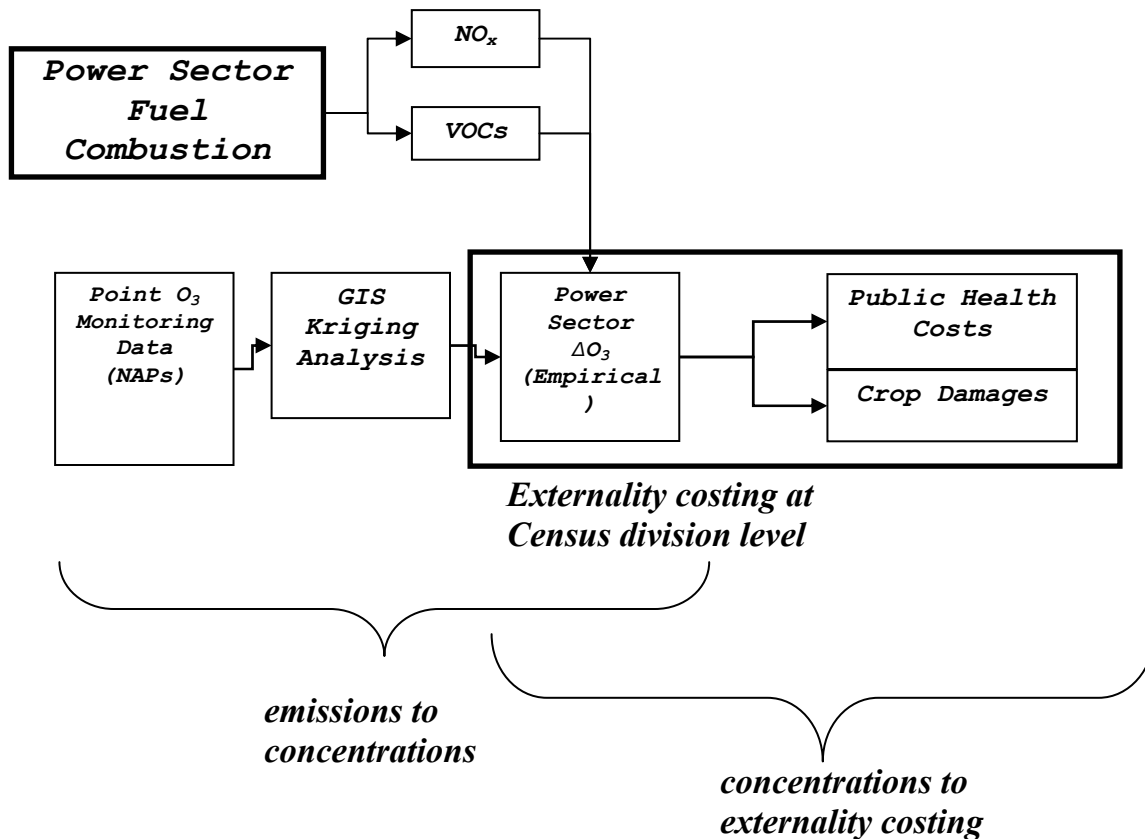 Power Sector
Fuel
Combustion
NOₓ
VOCs
Point O₃
Monitoring
Data
(NAPs)
GIS
Kriging
Analysis
Power
Sector
ΔO₃
(Empirical
)
Public Health
Costs
Crop Damages
Externality costing at
Census division level
emissions to
concentrations
concentrations to
externality costing